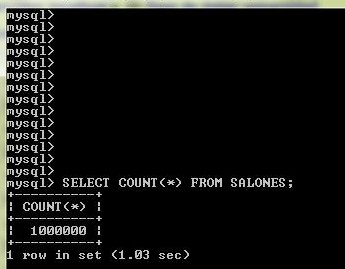 mysql>
mysql>
mysql>
mysql>
mysql>
mysql>
mysql>
mysql>
mysql>
mysql>
mysql>
mysql>
mysql>
mysql>
mysql> SELECT COUNT(*) FROM SALONES;
+----------+
| COUNT(*) |
+----------+
|  1000000 |
+----------+
1 row in set (1.03 sec)